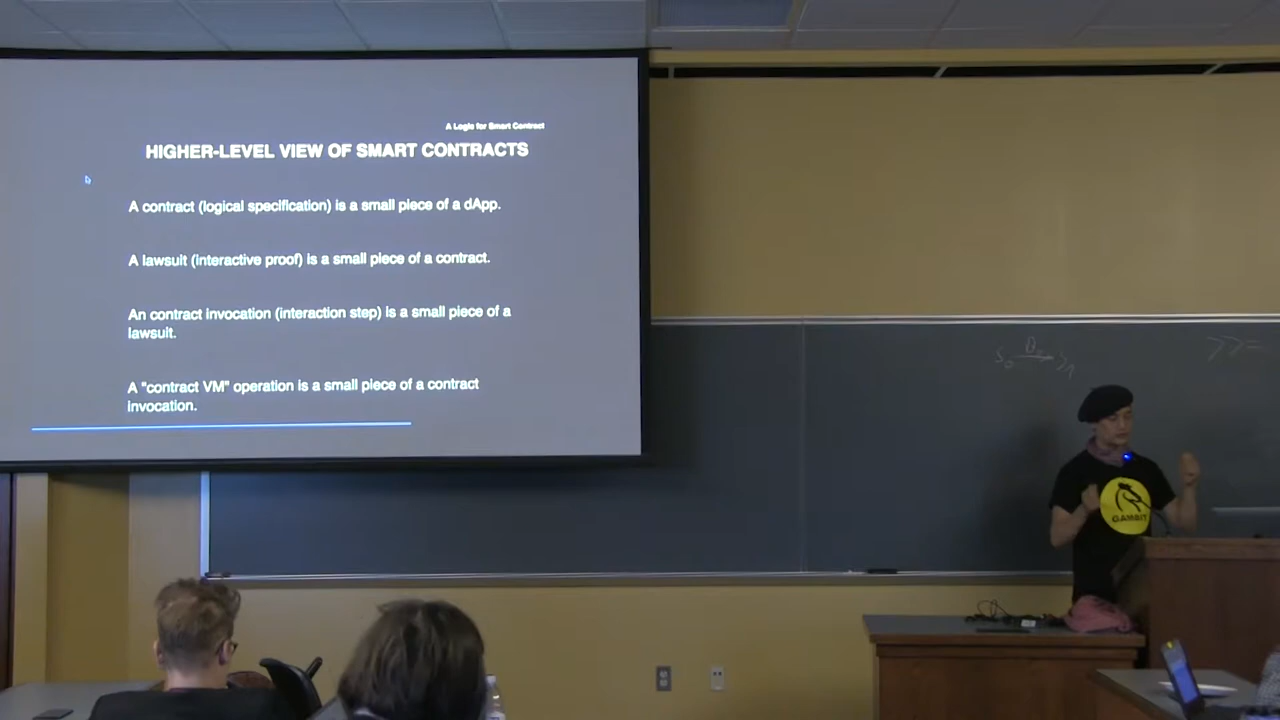 A Logic for Smart Contract
HIGHER-LEVEL VIEW OF SMART CONTRACTS
A contract (logical specification) is a small piece of a dApp.
A lawsuit (interactive proof) is a small piece of a contract.
An contract invocation (interaction step) is a small piece of a
lawsuit.
A "contract VM" operation is a small piece of a contract
invocation.
GAMBIT